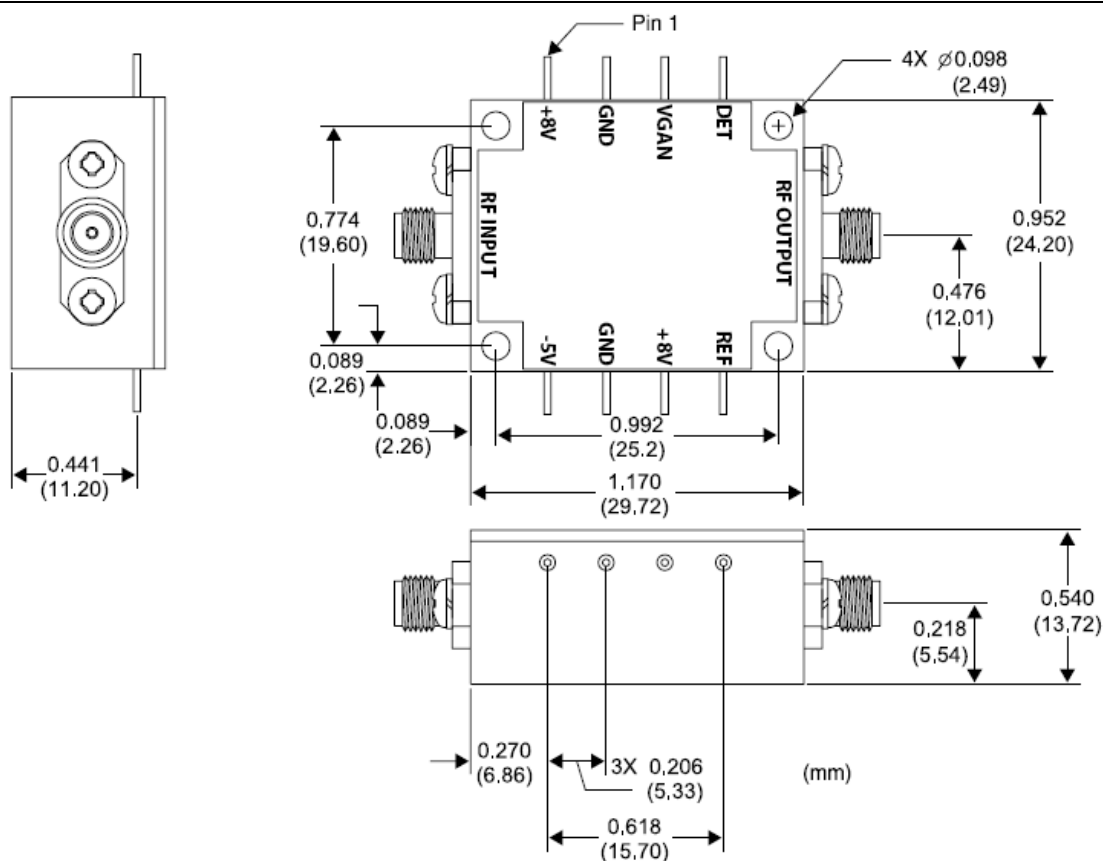 Pin 1
4X ⌀0,098
(2.49)
+8V
GND
VGAN
DET
RF INPUT
RF OUTPUT
0,774
(19,60)
0,952
(24,20)
0,476
(12,01)
-5V
GND
+8V
REF
0,089
(2,26)
0.089
(2.26)
0.992
(25.2)
1,170
(29,72)
0.441
(11.20)
0,540
(13,72)
0,218
(5,54)
0.270
(6.86)
3X 0,206
(5,33)
(mm)
0.618
(15,70)